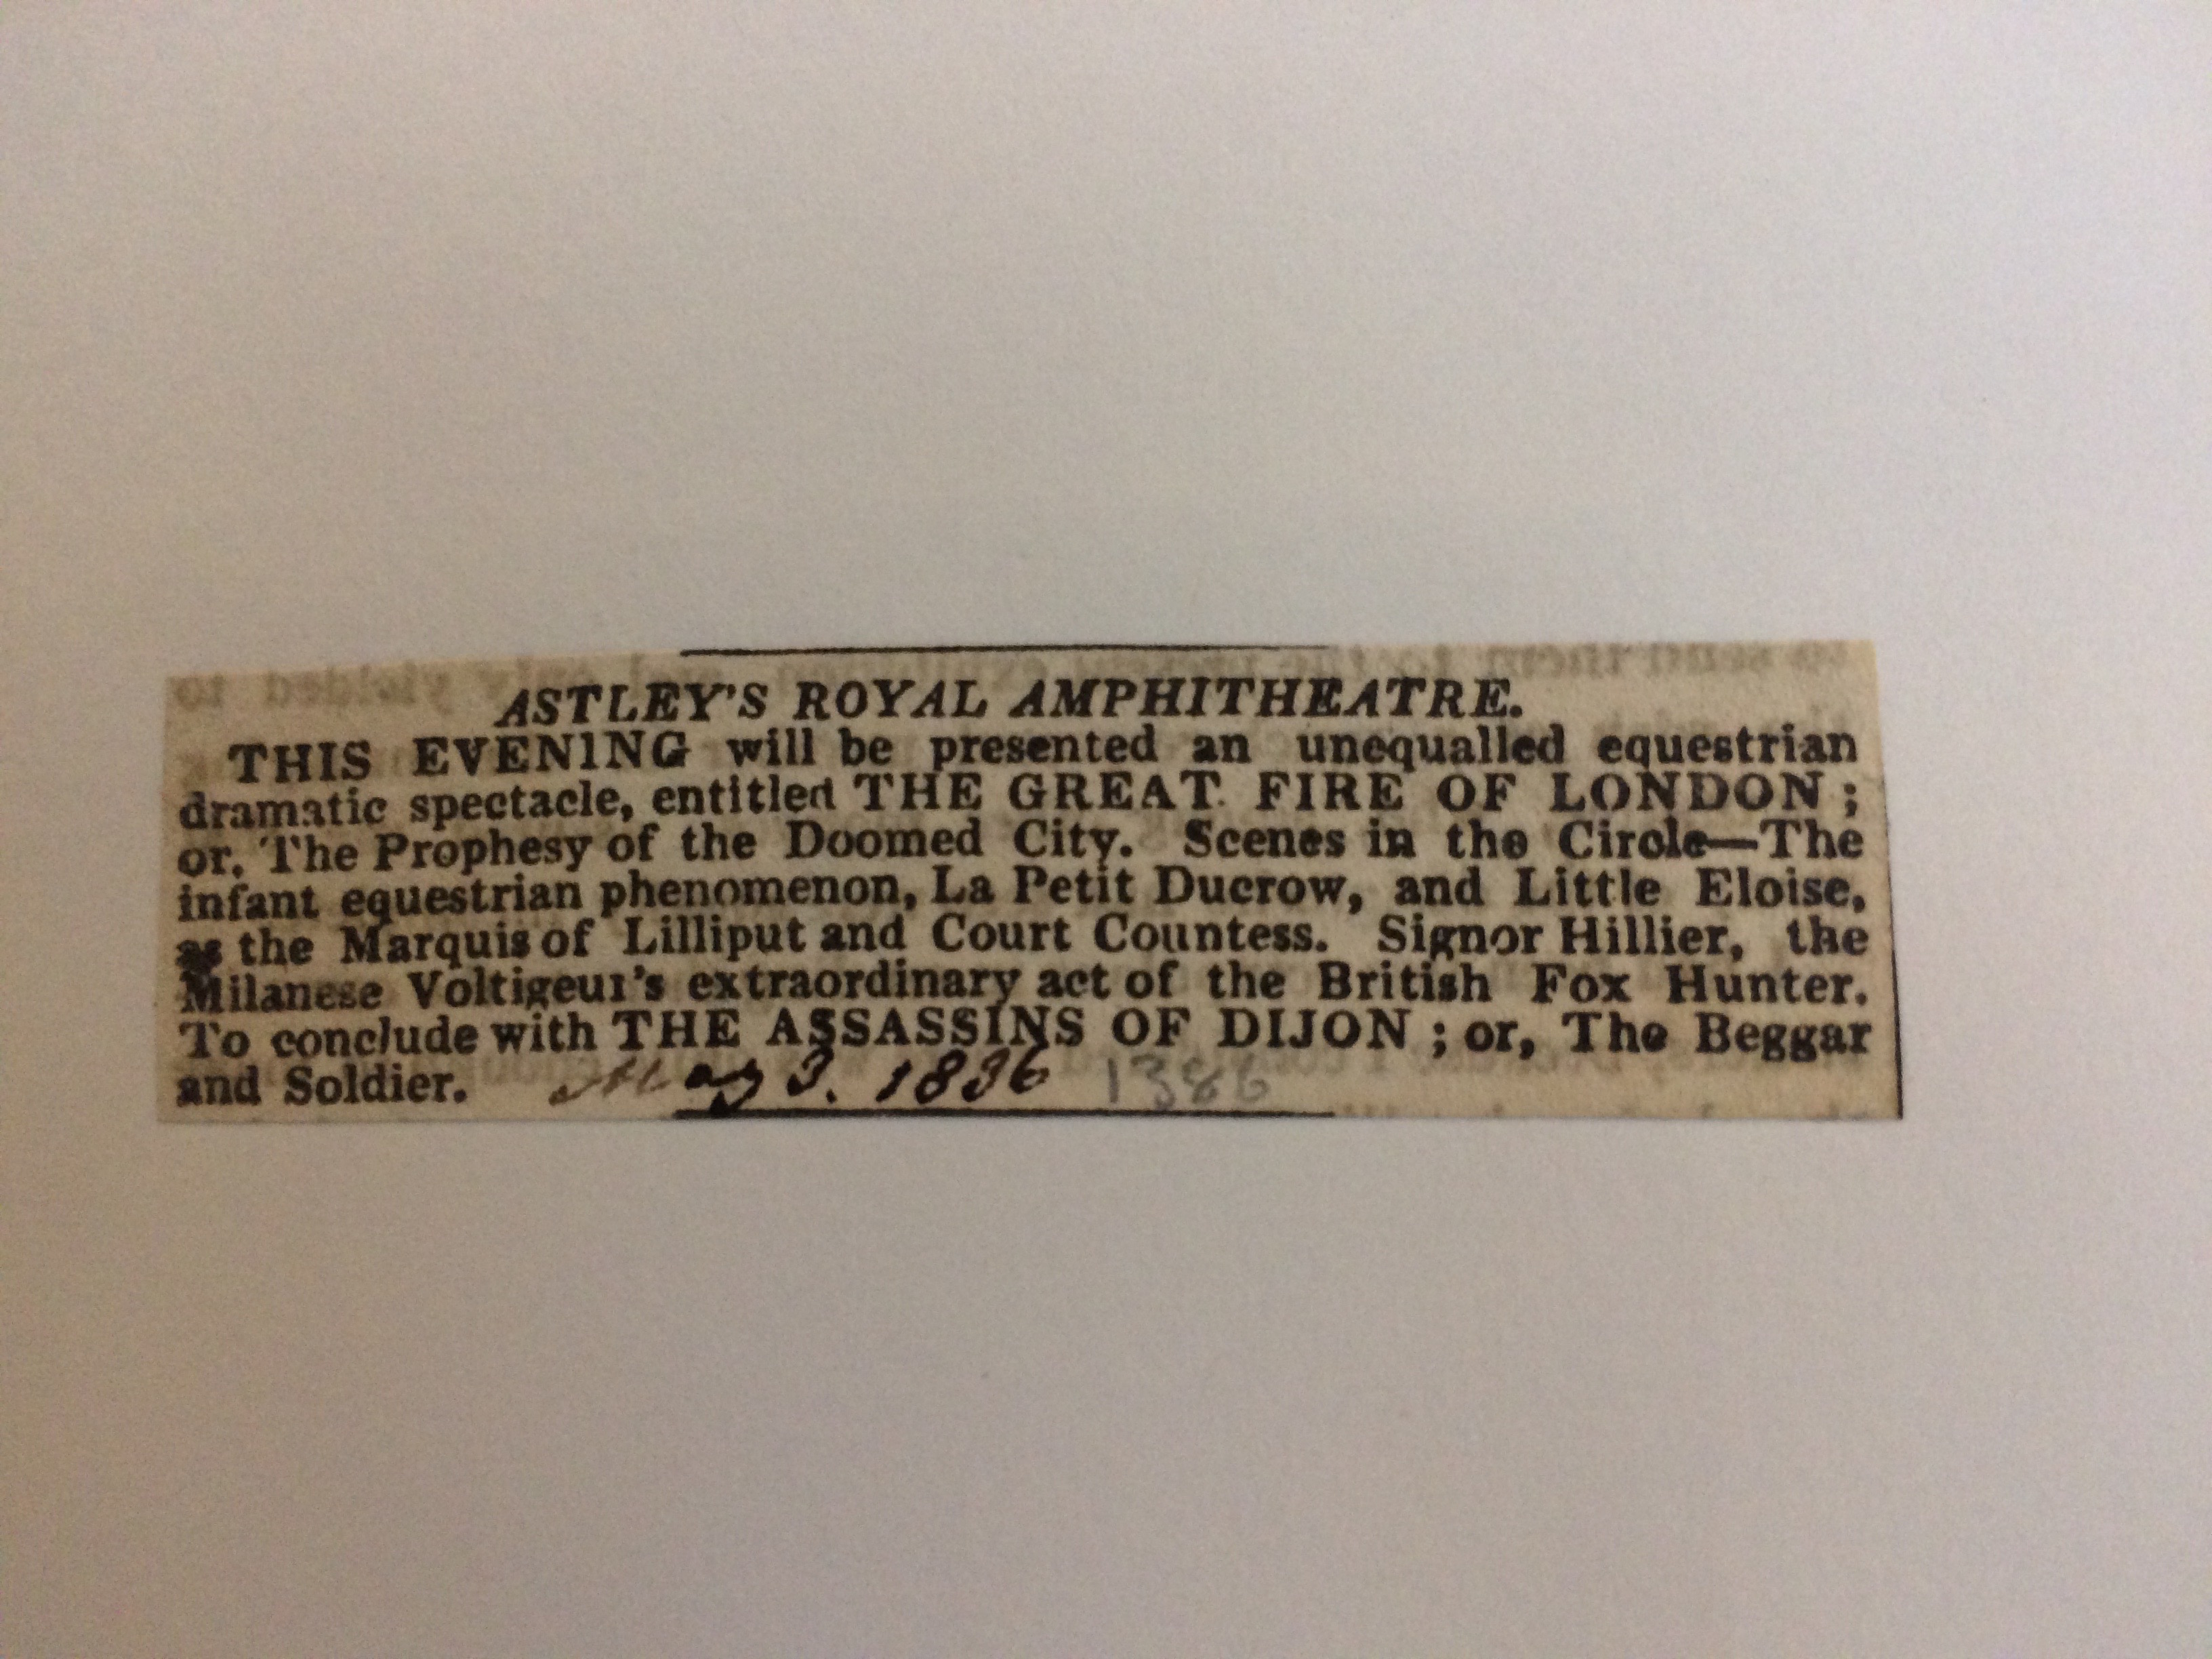 ASTLEY'S ROYAL AMPHITHEATRE.
THIS EVENING will be presented an unequalled equestrian
dramatic spectacle, entitled THE GREAT FIRE OF LONDON;
or, The Prophesy of the Doomed City. Scenes in the Circle—The
infant equestrian phenomenon, La Petit Ducrow, and Little Eloise,
as the Marquis of Lilliput and Court Countess. Signor Hillier, the
Milanese Voltigeur's extraordinary act of the British Fox Hunter.
To conclude with THE ASSASSINS OF DIJON; or, The Beggar
and Soldier. May 3. 1836 1386